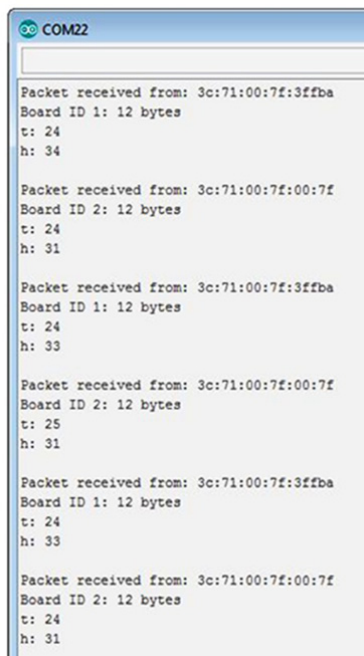 COM22
Packet received from: 3c:71:00:7f:3ffba
Board ID 1: 12 bytes
t: 24
h: 34
Packet received from: 3c:71:00:7f:00:7f
Board ID 2: 12 bytes
t: 24
h: 31
Packet received from: 3c:71:00:7f:3ffba
Board ID 1: 12 bytes
t: 24
h: 33
Packet received from: 3c:71:00:7f:00:7f
Board ID 2: 12 bytes
t: 25
h: 31
Packet received from: 3c:71:00:7f:3ffba
Board ID 1: 12 bytes
t: 24
h: 33
Packet received from: 3c:71:00:7f:00:7f
Board ID 2: 12 bytes
t: 24
h: 31